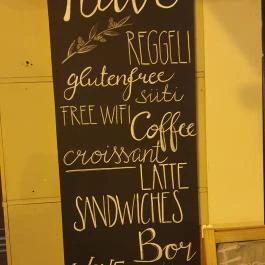 REGGELI
glutenfree
süti
FREE WIFI
Coffee
croissant
LATTE
SANDWICHES
Bor